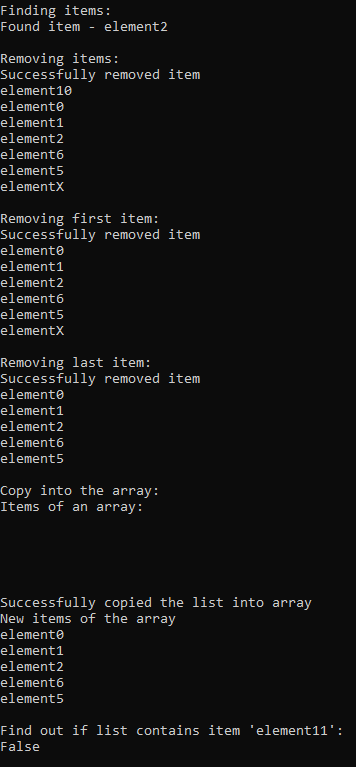 Finding items:
Found item - element2
Removing items:
Successfully removed item
element10
element0
element1
element2
element6
element5
elementX
Removing first item:
Successfully removed item
element0
element1
element2
element6
element5
elementX
Removing last item:
Successfully removed item
element0
element1
element2
element6
element5
Copy into the array:
Items of an array:
Successfully copied the list into array
New items of the array
element0
element1
element2
element6
element5
Find out if list contains item 'element11':
False